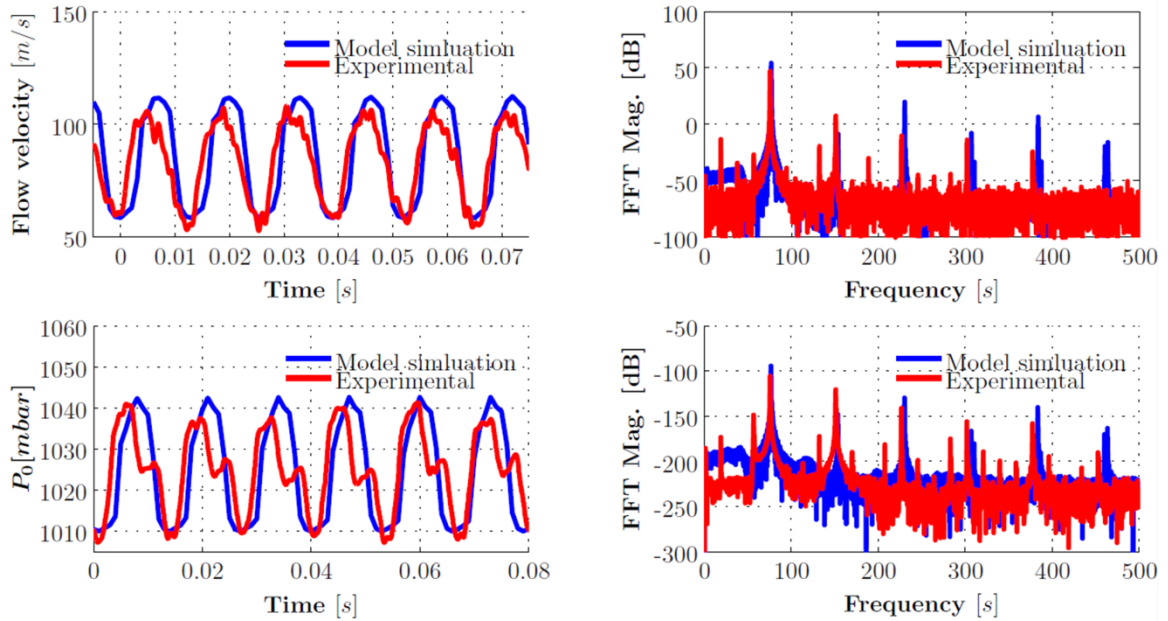 Flow velocity [m/s]
150
100
50
Model simluation
Experimental
0 0.01 0.02 0.03 0.04 0.05 0.06 0.07
Time [s]
FFT Mag. [dB]
100
50
0
-50
-100
Model simluation
Experimental
0 100 200 300 400 500
Frequency [s]
P₀[mbar]
1060
1050
1040
1030
1020
1010
Model simluation
Experimental
0 0.02 0.04 0.06 0.08
Time [s]
FFT Mag. [dB]
-50
-100
-150
-200
-250
-300
Model simluation
Experimental
0 100 200 300 400 500
Frequency [s]